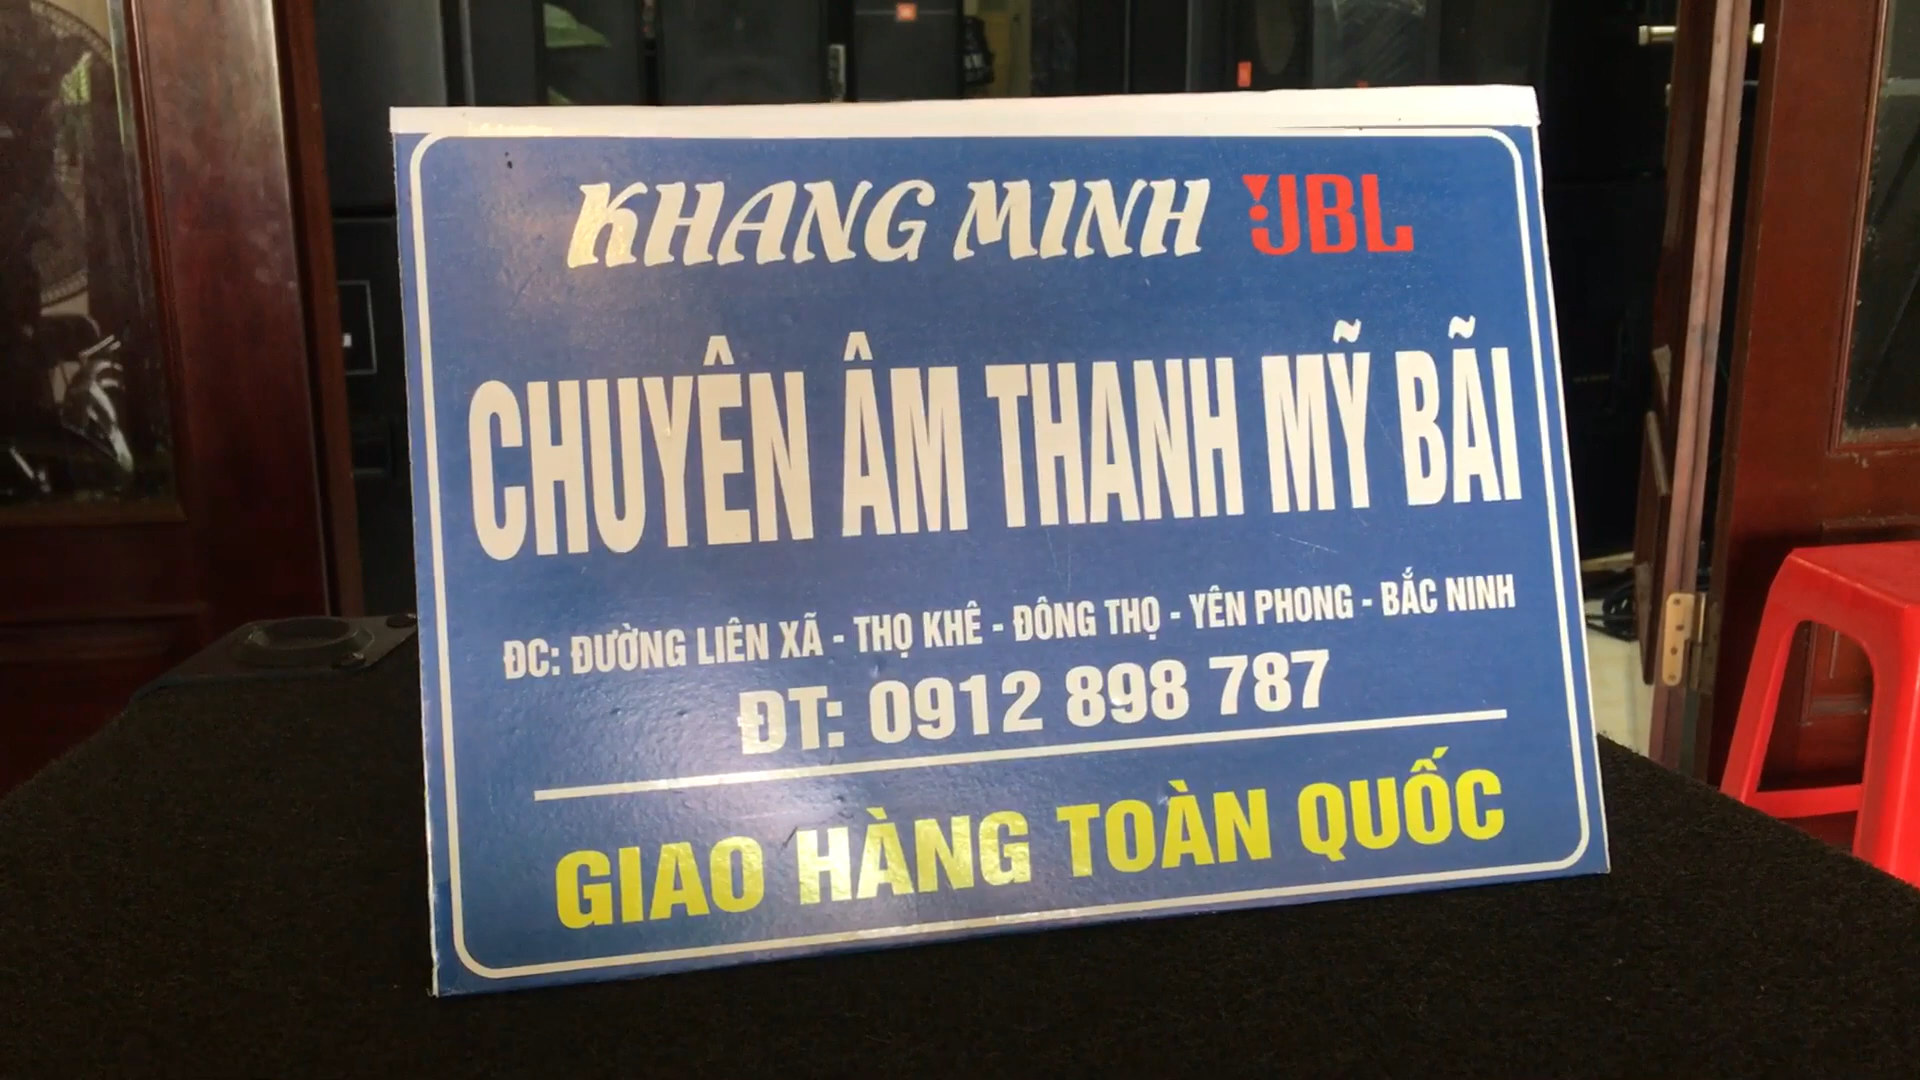 KHANG MINH JBL
CHUYÊN ÂM THANH MỸ BÃI
ĐC: ĐƯỜNG LIÊN XÃ - THỌ KHÊ - ĐÔNG THỌ - YÊN PHONG - BẮC NINH
ĐT: 0912 898 787
GIAO HÀNG TOÀN QUỐC